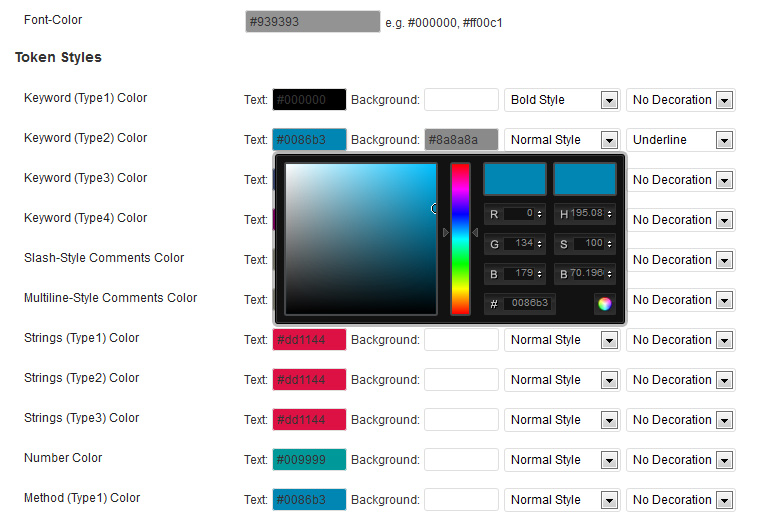 Font-Color #939393 e.g. #000000, #ff00c1
Token Styles
Keyword (Type1) Color Text: #000000 Background: Bold Style No Decoration
Keyword (Type2) Color Text: #0086b3 Background: #8a8a8a Normal Style Underline
Keyword (Type3) Color Text: No Decoration
R 0 H 195.08
Keyword (Type4) Color Text: No Decoration
G 134 S 100
Slash-Style Comments Color Text: No Decoration
B 179 B 70.196
Multiline-Style Comments Color Text: No Decoration
# 0086b3
Strings (Type1) Color Text: #dd1144 Background: Normal Style No Decoration
Strings (Type2) Color Text: #dd1144 Background: Normal Style No Decoration
Strings (Type3) Color Text: #dd1144 Background: Normal Style No Decoration
Number Color Text: #009999 Background: Normal Style No Decoration
Method (Type1) Color Text: #0086b3 Background: Normal Style No Decoration